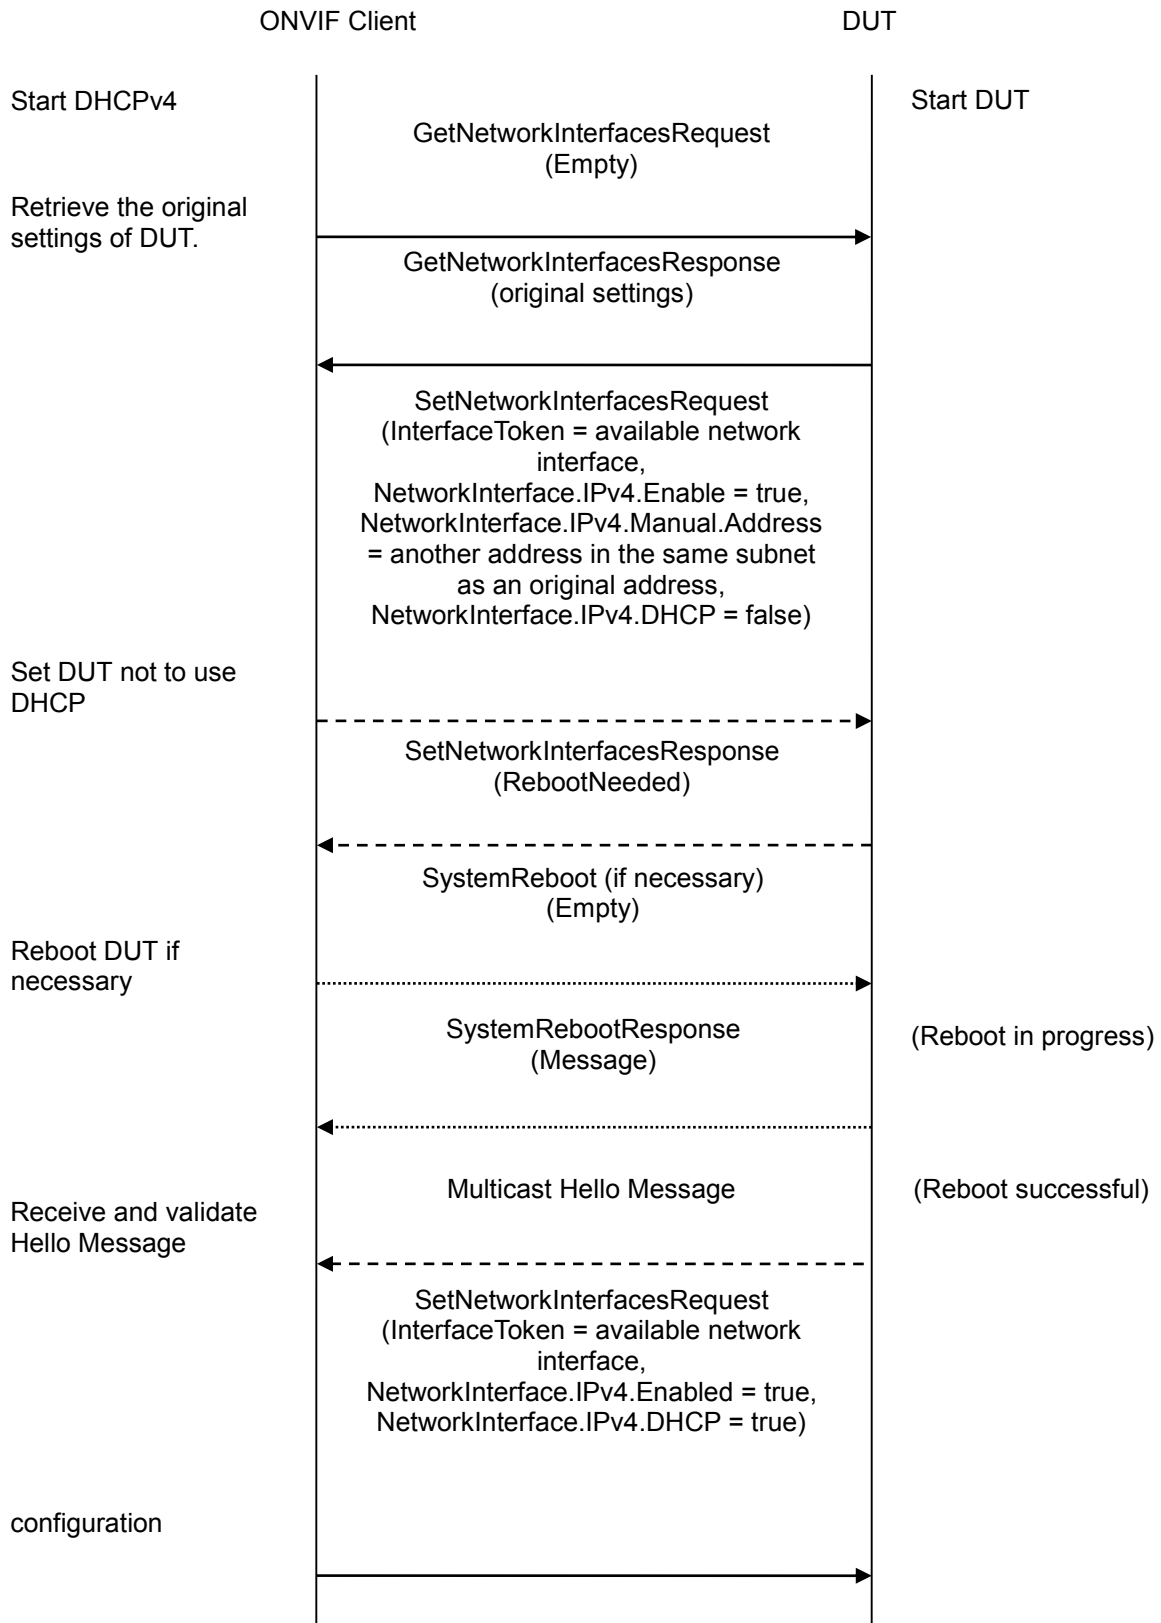 ONVIF Client
DUT
Start DHCPv4
Start DUT
GetNetworkInterfacesRequest
(Empty)
Retrieve the original
settings of DUT.
GetNetworkInterfacesResponse
(original settings)
SetNetworkInterfacesRequest
(InterfaceToken = available network
interface,
NetworkInterface.IPv4.Enable = true,
NetworkInterface.IPv4.Manual.Address
= another address in the same subnet
as an original address,
NetworkInterface.IPv4.DHCP = false)
Set DUT not to use
DHCP
SetNetworkInterfacesResponse
(RebootNeeded)
SystemReboot (if necessary)
(Empty)
Reboot DUT if
necessary
SystemRebootResponse
(Message)
(Reboot in progress)
Multicast Hello Message
(Reboot successful)
Receive and validate
Hello Message
SetNetworkInterfacesRequest
(InterfaceToken = available network
interface,
NetworkInterface.IPv4.Enabled = true,
NetworkInterface.IPv4.DHCP = true)
configuration